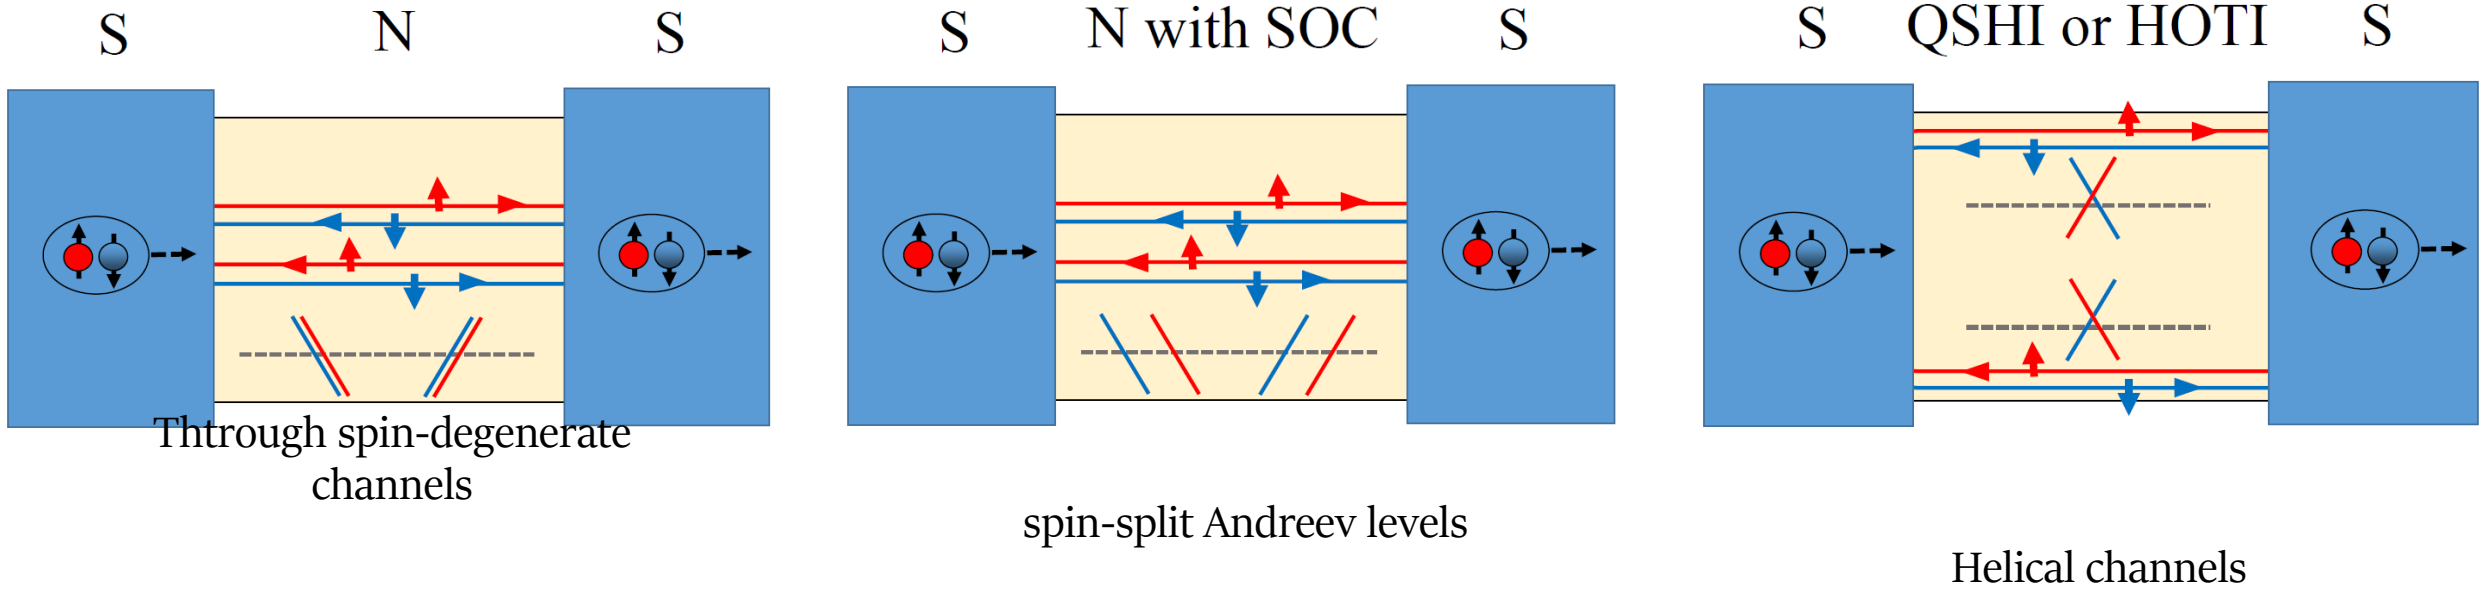 S N S
S N with SOC S
S QSHI or HOTI S
Thtrough spin-degenerate
channels
spin-split Andreev levels
Helical channels